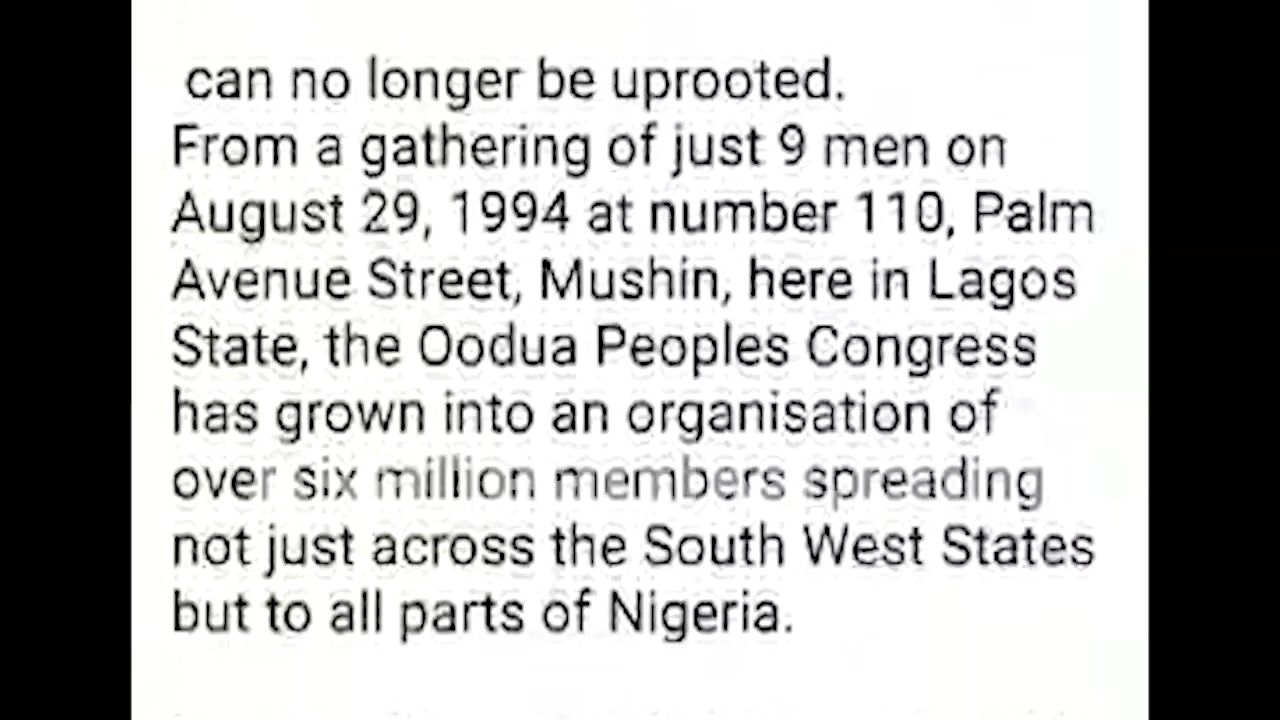 can no longer be uprooted.
From a gathering of just 9 men on
August 29, 1994 at number 110, Palm
Avenue Street, Mushin, here in Lagos
State, the Oodua Peoples Congress
has grown into an organisation of
over six million members spreading
not just across the South West States
but to all parts of Nigeria.